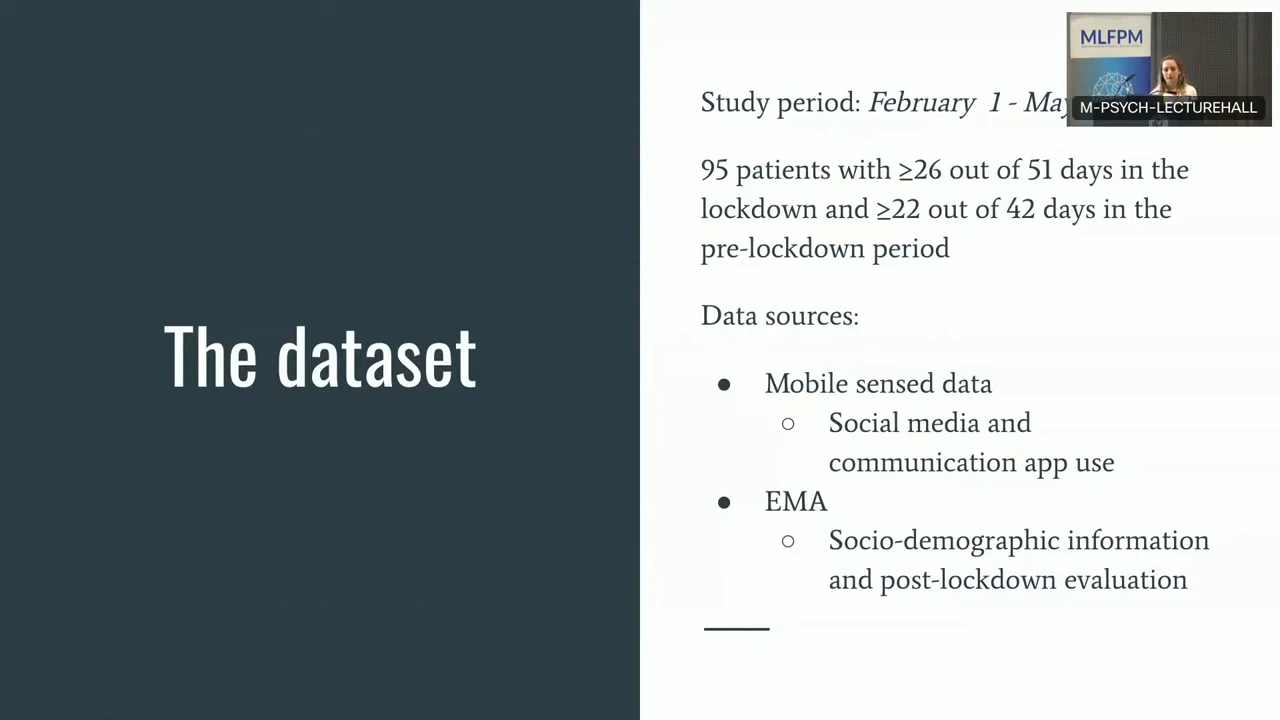 The dataset
Study period: February 1 - May
95 patients with ≥26 out of 51 days in the
lockdown and ≥22 out of 42 days in the
pre-lockdown period
Data sources:
● Mobile sensed data
○ Social media and
communication app use
● EMA
○ Socio-demographic information
and post-lockdown evaluation
MLFPM
M-PSYCH-LECTUREHALL